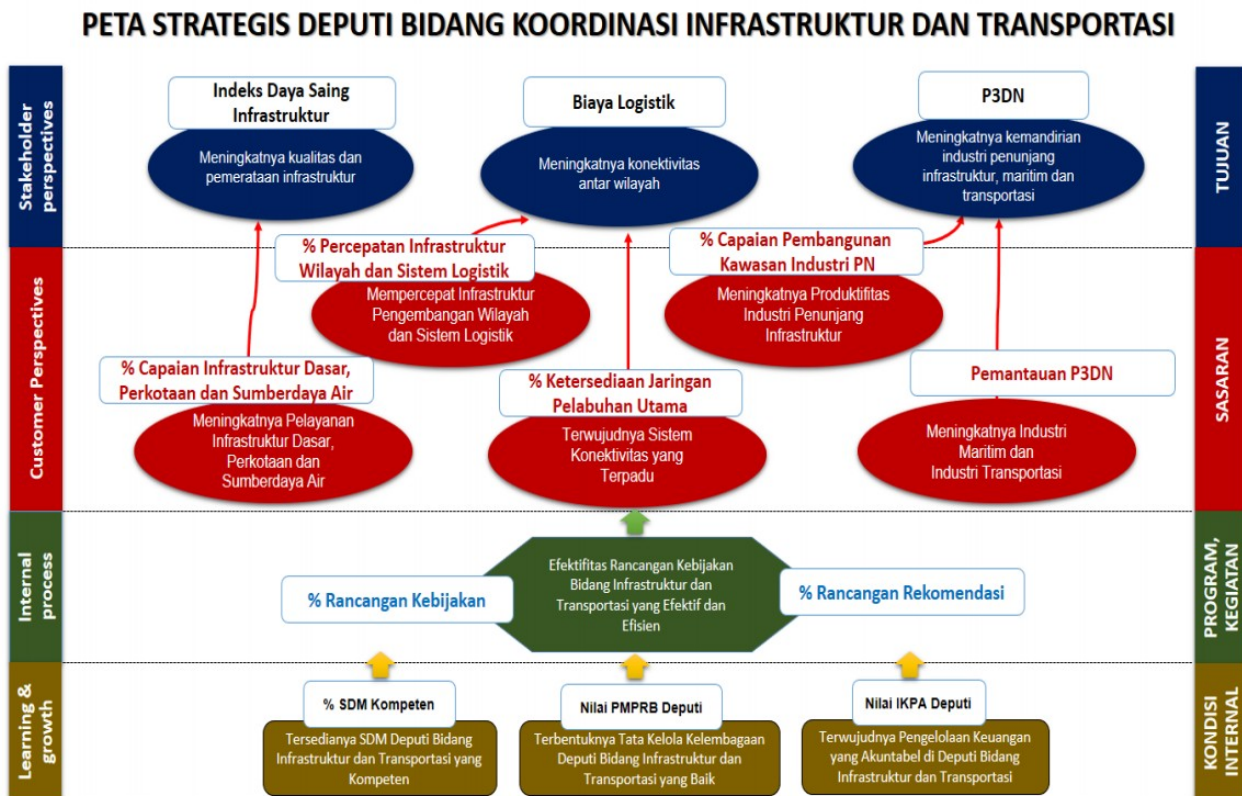 PETA STRATEGIS DEPUTI BIDANG KOORDINASI INFRASTRUKTUR DAN TRANSPORTASI
Stakeholder
perspectives
Indeks Daya Saing
Infrastruktur
Meningkatnya kualitas dan
pemerataan infrastruktur
Biaya Logistik
Meningkatnya konektivitas
antar wilayah
P3DN
Meningkatnya kemandirian
industri penunjang
infrastruktur, maritim dan
transportasi
TUJUAN
Customer Perspectives
% Percepatan Infrastruktur
Wilayah dan Sistem Logistik
Mempercepat Infrastruktur
Pengembangan Wilayah
dan Sistem Logistik
% Capaian Pembangunan
Kawasan Industri PN
Meningkatnya Produktifitas
Industri Penunjang
Infrastruktur
% Capaian Infrastruktur Dasar,
Perkotaan dan Sumberdaya Air
Meningkatnya Pelayanan
Infrastruktur Dasar,
Perkotaan dan
Sumberdaya Air
% Ketersediaan Jaringan
Pelabuhan Utama
Terwujudnya Sistem
Konektivitas yang
Terpadu
Pemantauan P3DN
Meningkatnya Industri
Maritim dan
Industri Transportasi
SASARAN
Internal
process
% Rancangan Kebijakan
Efektifitas Rancangan Kebijakan
Bidang Infrastruktur dan
Transportasi yang Efektif dan
Efisien
% Rancangan Rekomendasi
PROGRAM,
KEGIATAN
Learning &
growth
% SDM Kompeten
Tersedianya SDM Deputi Bidang
Infrastruktur dan Transportasi yang
Kompeten
Nilai PMPRB Deputi
Terbentuknya Tata Kelola Kelembagaan
Deputi Bidang Infrastruktur dan
Transportasi yang Baik
Nilai IKPA Deputi
Terwujudnya Pengelolaan Keuangan
yang Akuntabel di Deputi Bidang
Infrastruktur dan Transportasi
KONDISI
INTERNAL